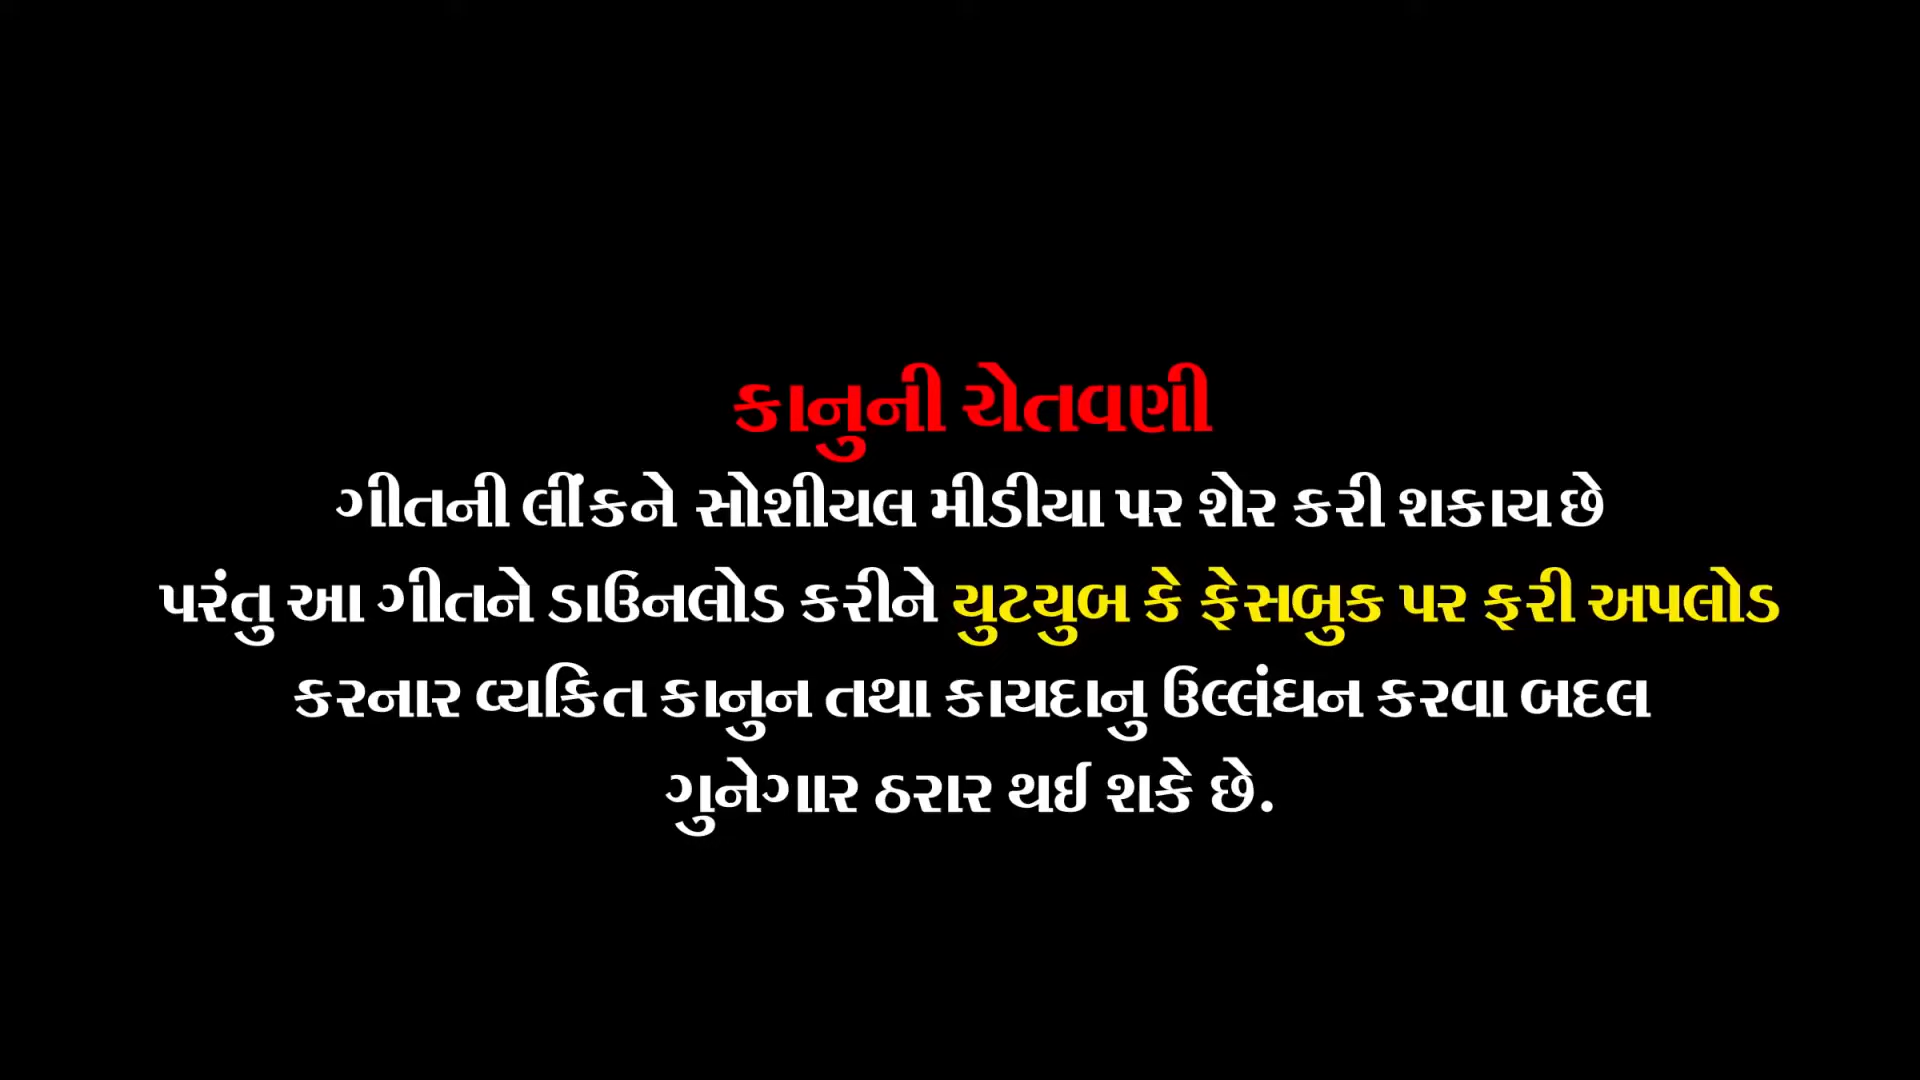 કાનુની ચેતવણી
ગીતની લીંકને સોશીયલ મીડીયા પર શેર કરી શકાય છે
પરંતુ આ ગીતને ડાઉનલોડ કરીને યુટયુબ કે ફેસબુક પર ફરી અપલોડ
કરનાર વ્યકિત કાનુન તથા કાયદાનુ ઉલ્લંઘન કરવા બદલ
ગુનેગાર ઠરાર થઈ શકે છે.